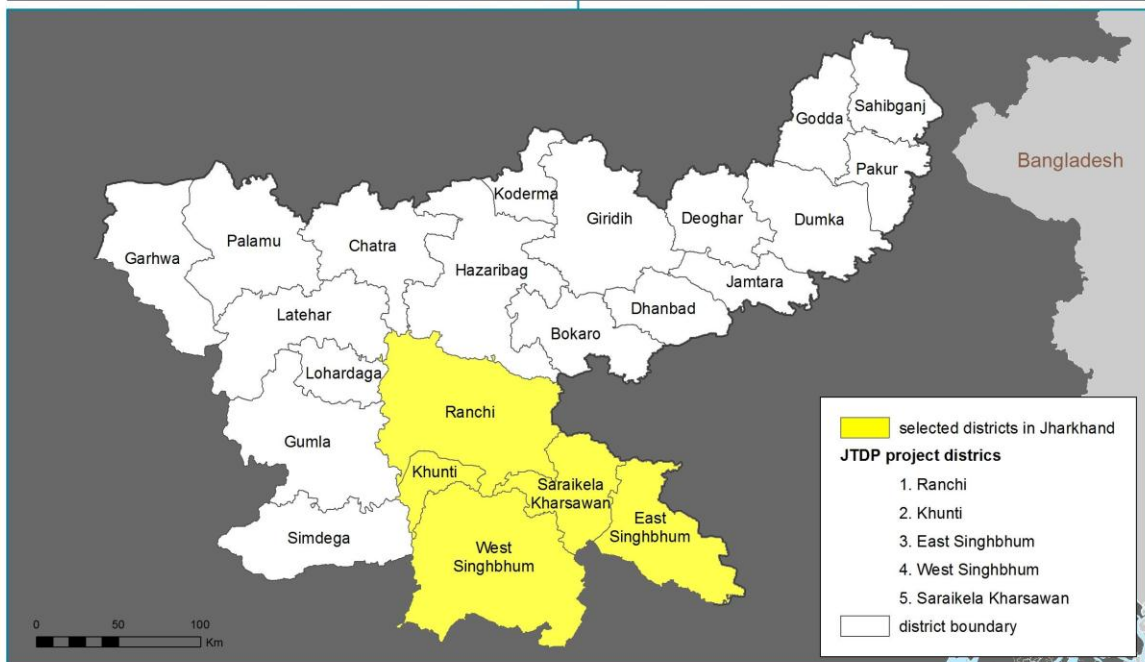 Sahibganj
Godda
Bangladesh
Pakur
Koderma
Giridih
Deoghar
Dumka
Palamu
Chatra
Garhwa
Hazaribag
Jamtara
Latehar
Dhanbad
Bokaro
Lohardaga
Ranchi
Gumla
Khunti
Saraikela
Kharsawan
East
Singhbhum
Simdega
West
Singhbhum
0 50 100
Km
selected districts in Jharkhand
JTDP project districs
1. Ranchi
2. Khunti
3. East Singhbhum
4. West Singhbhum
5. Saraikela Kharsawan
district boundary